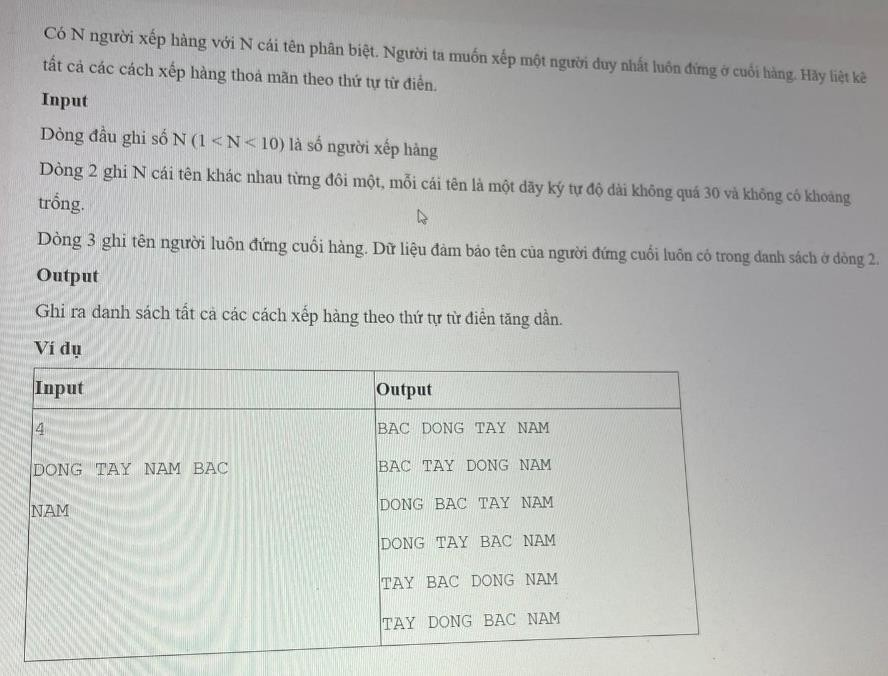 Có N người xếp hàng với N cái tên phân biệt. Người ta muốn xếp một người duy nhất luôn đứng ở cuối hàng. Hãy liệt kê
tất cả các cách xếp hàng thoả mãn theo thứ tự từ điển.
Input
Dòng đầu ghi số N (1 < N < 10) là số người xếp hàng
Dòng 2 ghi N cái tên khác nhau từng đôi một, mỗi cái tên là một dãy ký tự độ dài không quá 30 và không có khoảng
trống.
Dòng 3 ghi tên người luôn đứng cuối hàng. Dữ liệu đảm bảo tên của người đứng cuối luôn có trong danh sách ở dòng 2.
Output
Ghi ra danh sách tất cả các cách xếp hàng theo thứ tự từ điển tăng dần.
Ví dụ
Input Output
4
DONG TAY NAM BAC
NAM
BAC DONG TAY NAM
BAC TAY DONG NAM
DONG BAC TAY NAM
DONG TAY BAC NAM
TAY BAC DONG NAM
TAY DONG BAC NAM